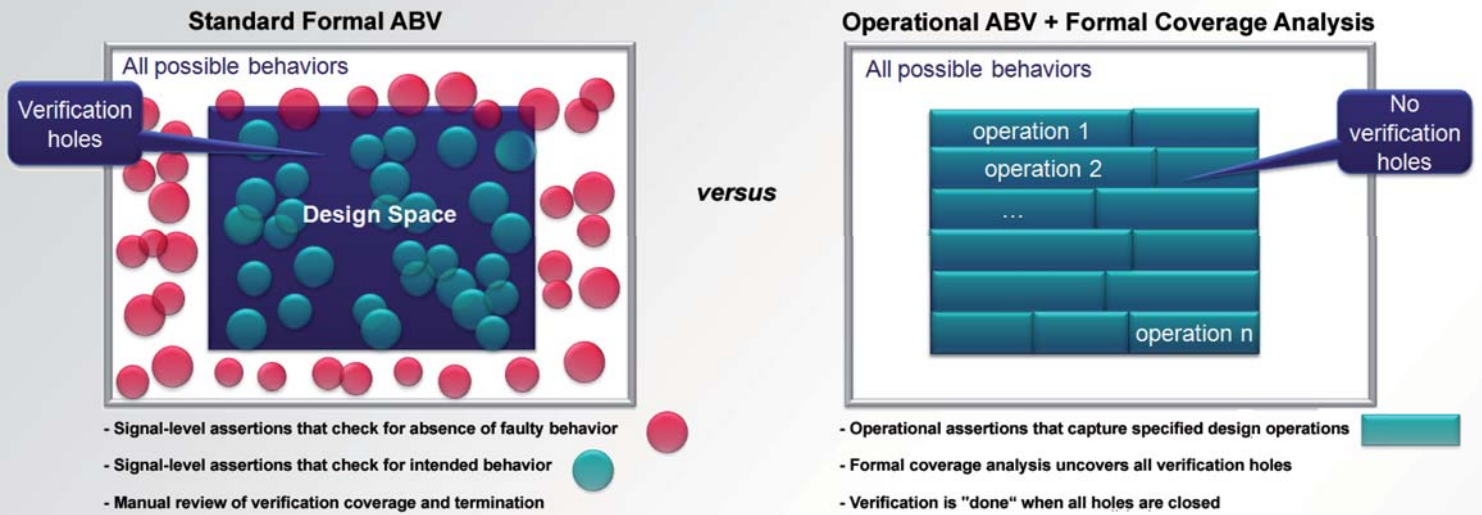 Standard Formal ABV
All possible behaviors
Verification
holes
Design Space
- Signal-level assertions that check for absence of faulty behavior
- Signal-level assertions that check for intended behavior
- Manual review of verification coverage and termination
versus
Operational ABV + Formal Coverage Analysis
All possible behaviors
No
verification
holes
operation 1
operation 2
...
operation n
- Operational assertions that capture specified design operations
- Formal coverage analysis uncovers all verification holes
- Verification is "done“ when all holes are closed